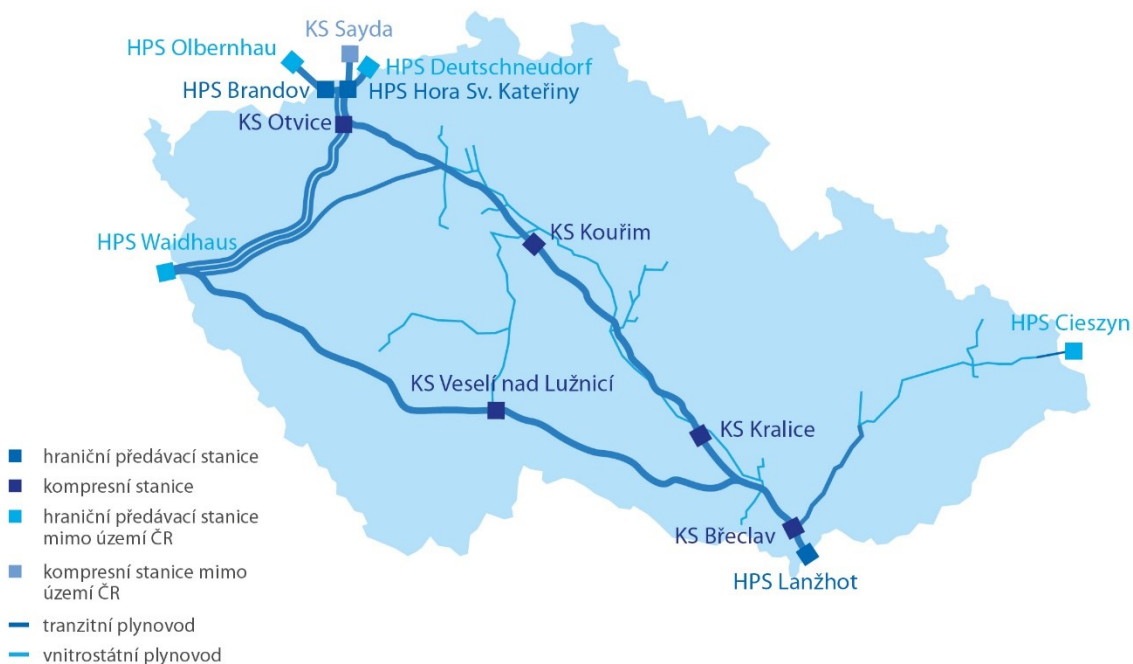 KS Sayda
HPS Olbernhau
HPS Deutschneudorf
HPS Brandov
HPS Hora Sv. Kateřiny
KS Otvice
KS Kouřim
HPS Waidhaus
HPS Cieszyn
KS Veselí nad Lužnicí
KS Kralice
KS Břeclav
HPS Lanžhot
hraniční předávací stanice
kompresní stanice
hraniční předávací stanice
mimo území ČR
kompresní stanice mimo
území ČR
tranzitní plynovod
vnitrostátní plynovod